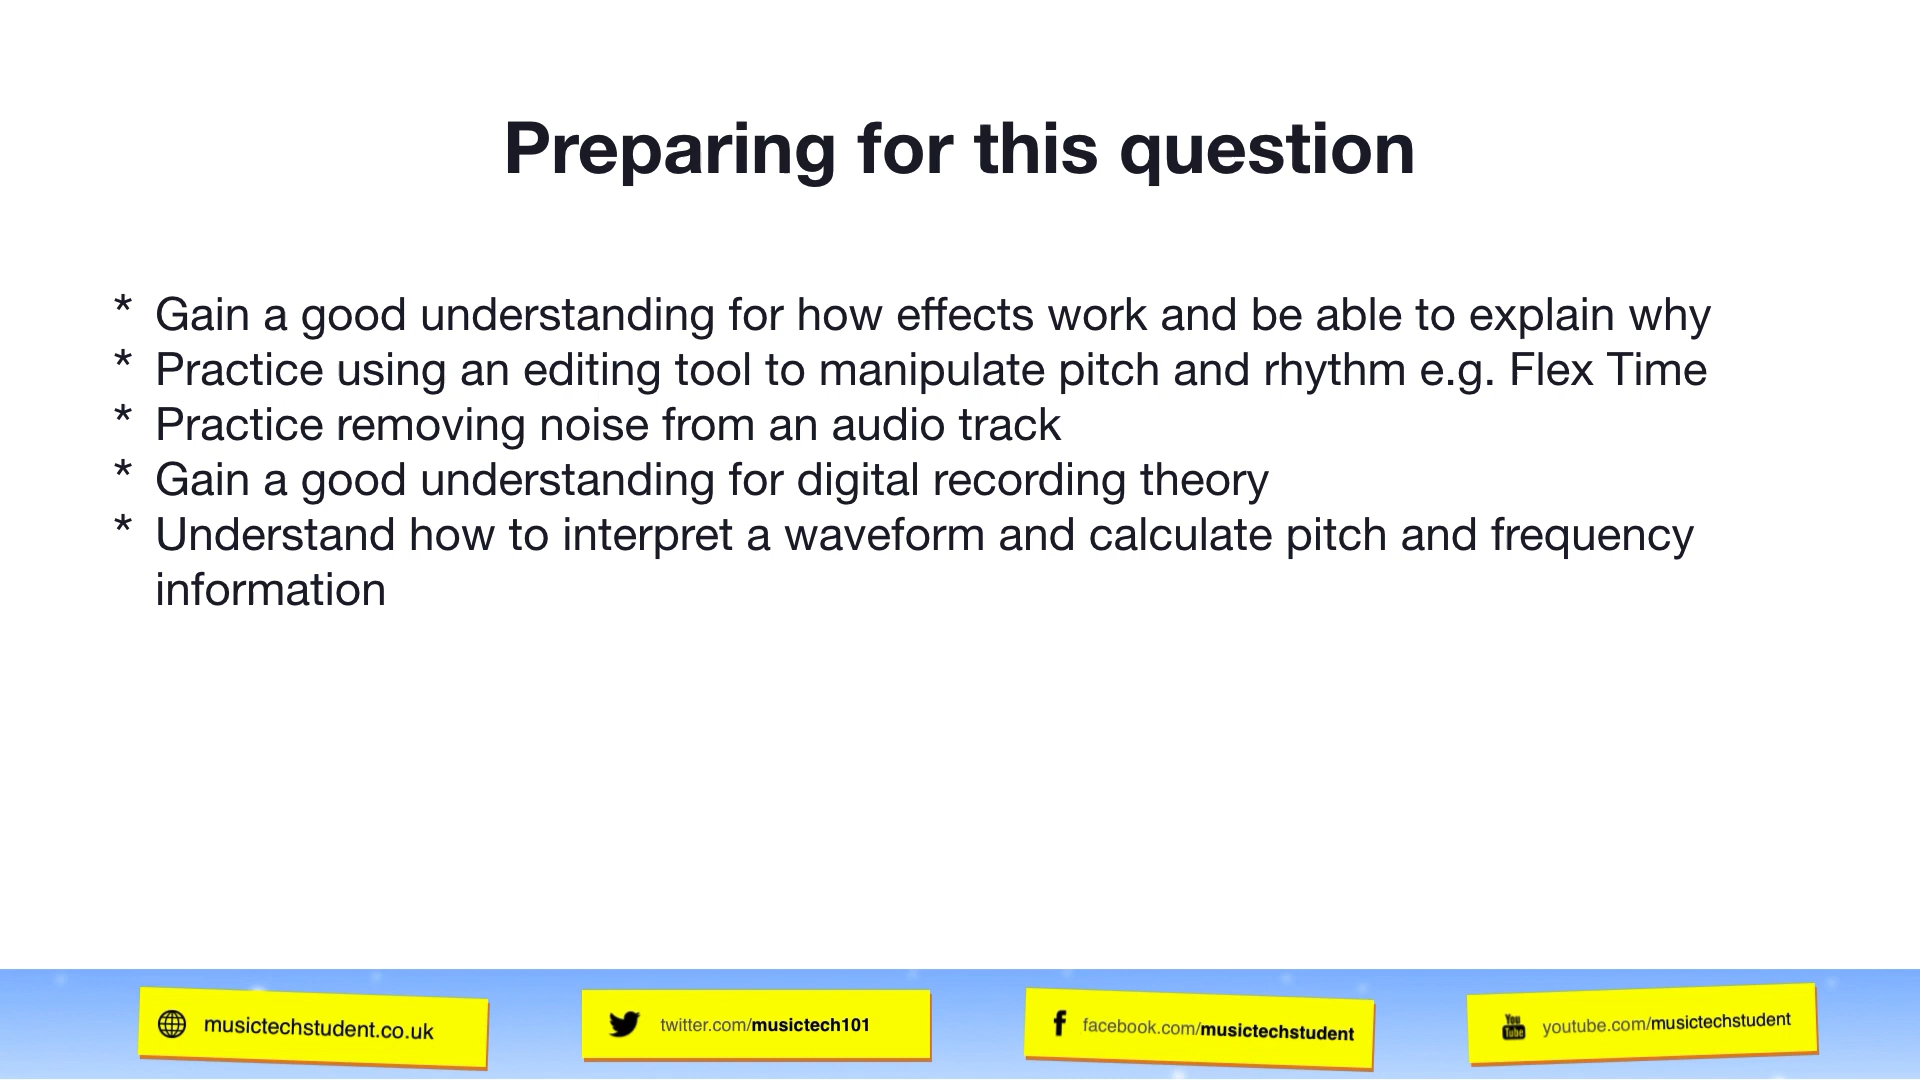 Preparing for this question
* Gain a good understanding for how effects work and be able to explain why
* Practice using an editing tool to manipulate pitch and rhythm e.g. Flex Time
* Practice removing noise from an audio track
* Gain a good understanding for digital recording theory
* Understand how to interpret a waveform and calculate pitch and frequency
information
musictechstudent.co.uk
twitter.com/musictech101
f facebook.com/musictechstudent
You Tube youtube.com/musictechstudent